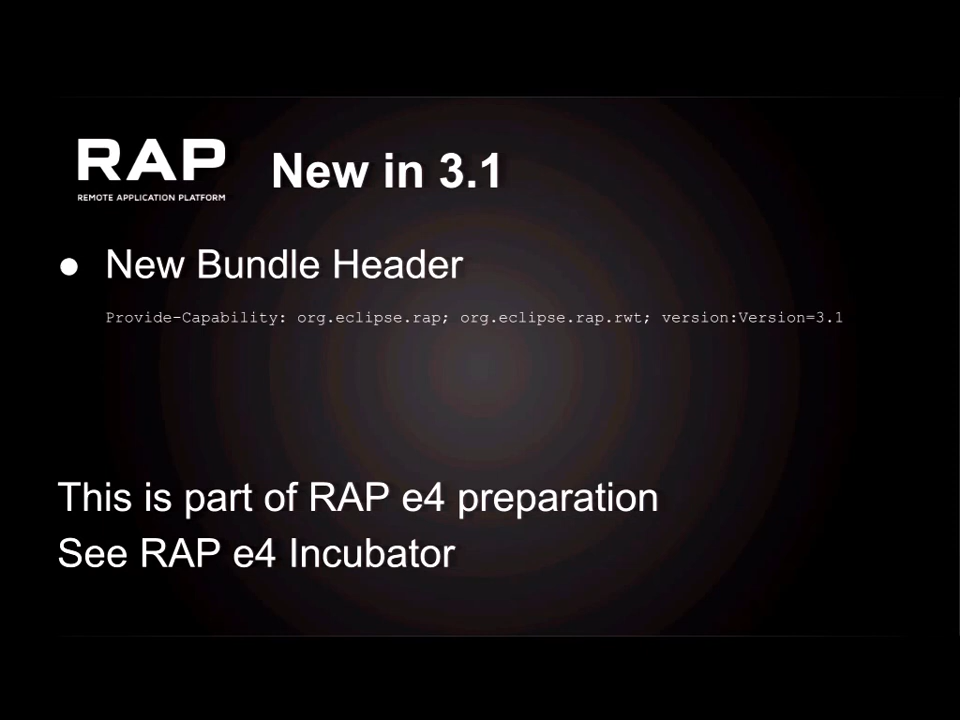 RAP
REMOTE APPLICATION PLATFORM
New in 3.1
● New Bundle Header
Provide-Capability: org.eclipse.rap; org.eclipse.rap.rwt; version:Version=3.1
This is part of RAP e4 preparation
See RAP e4 Incubator